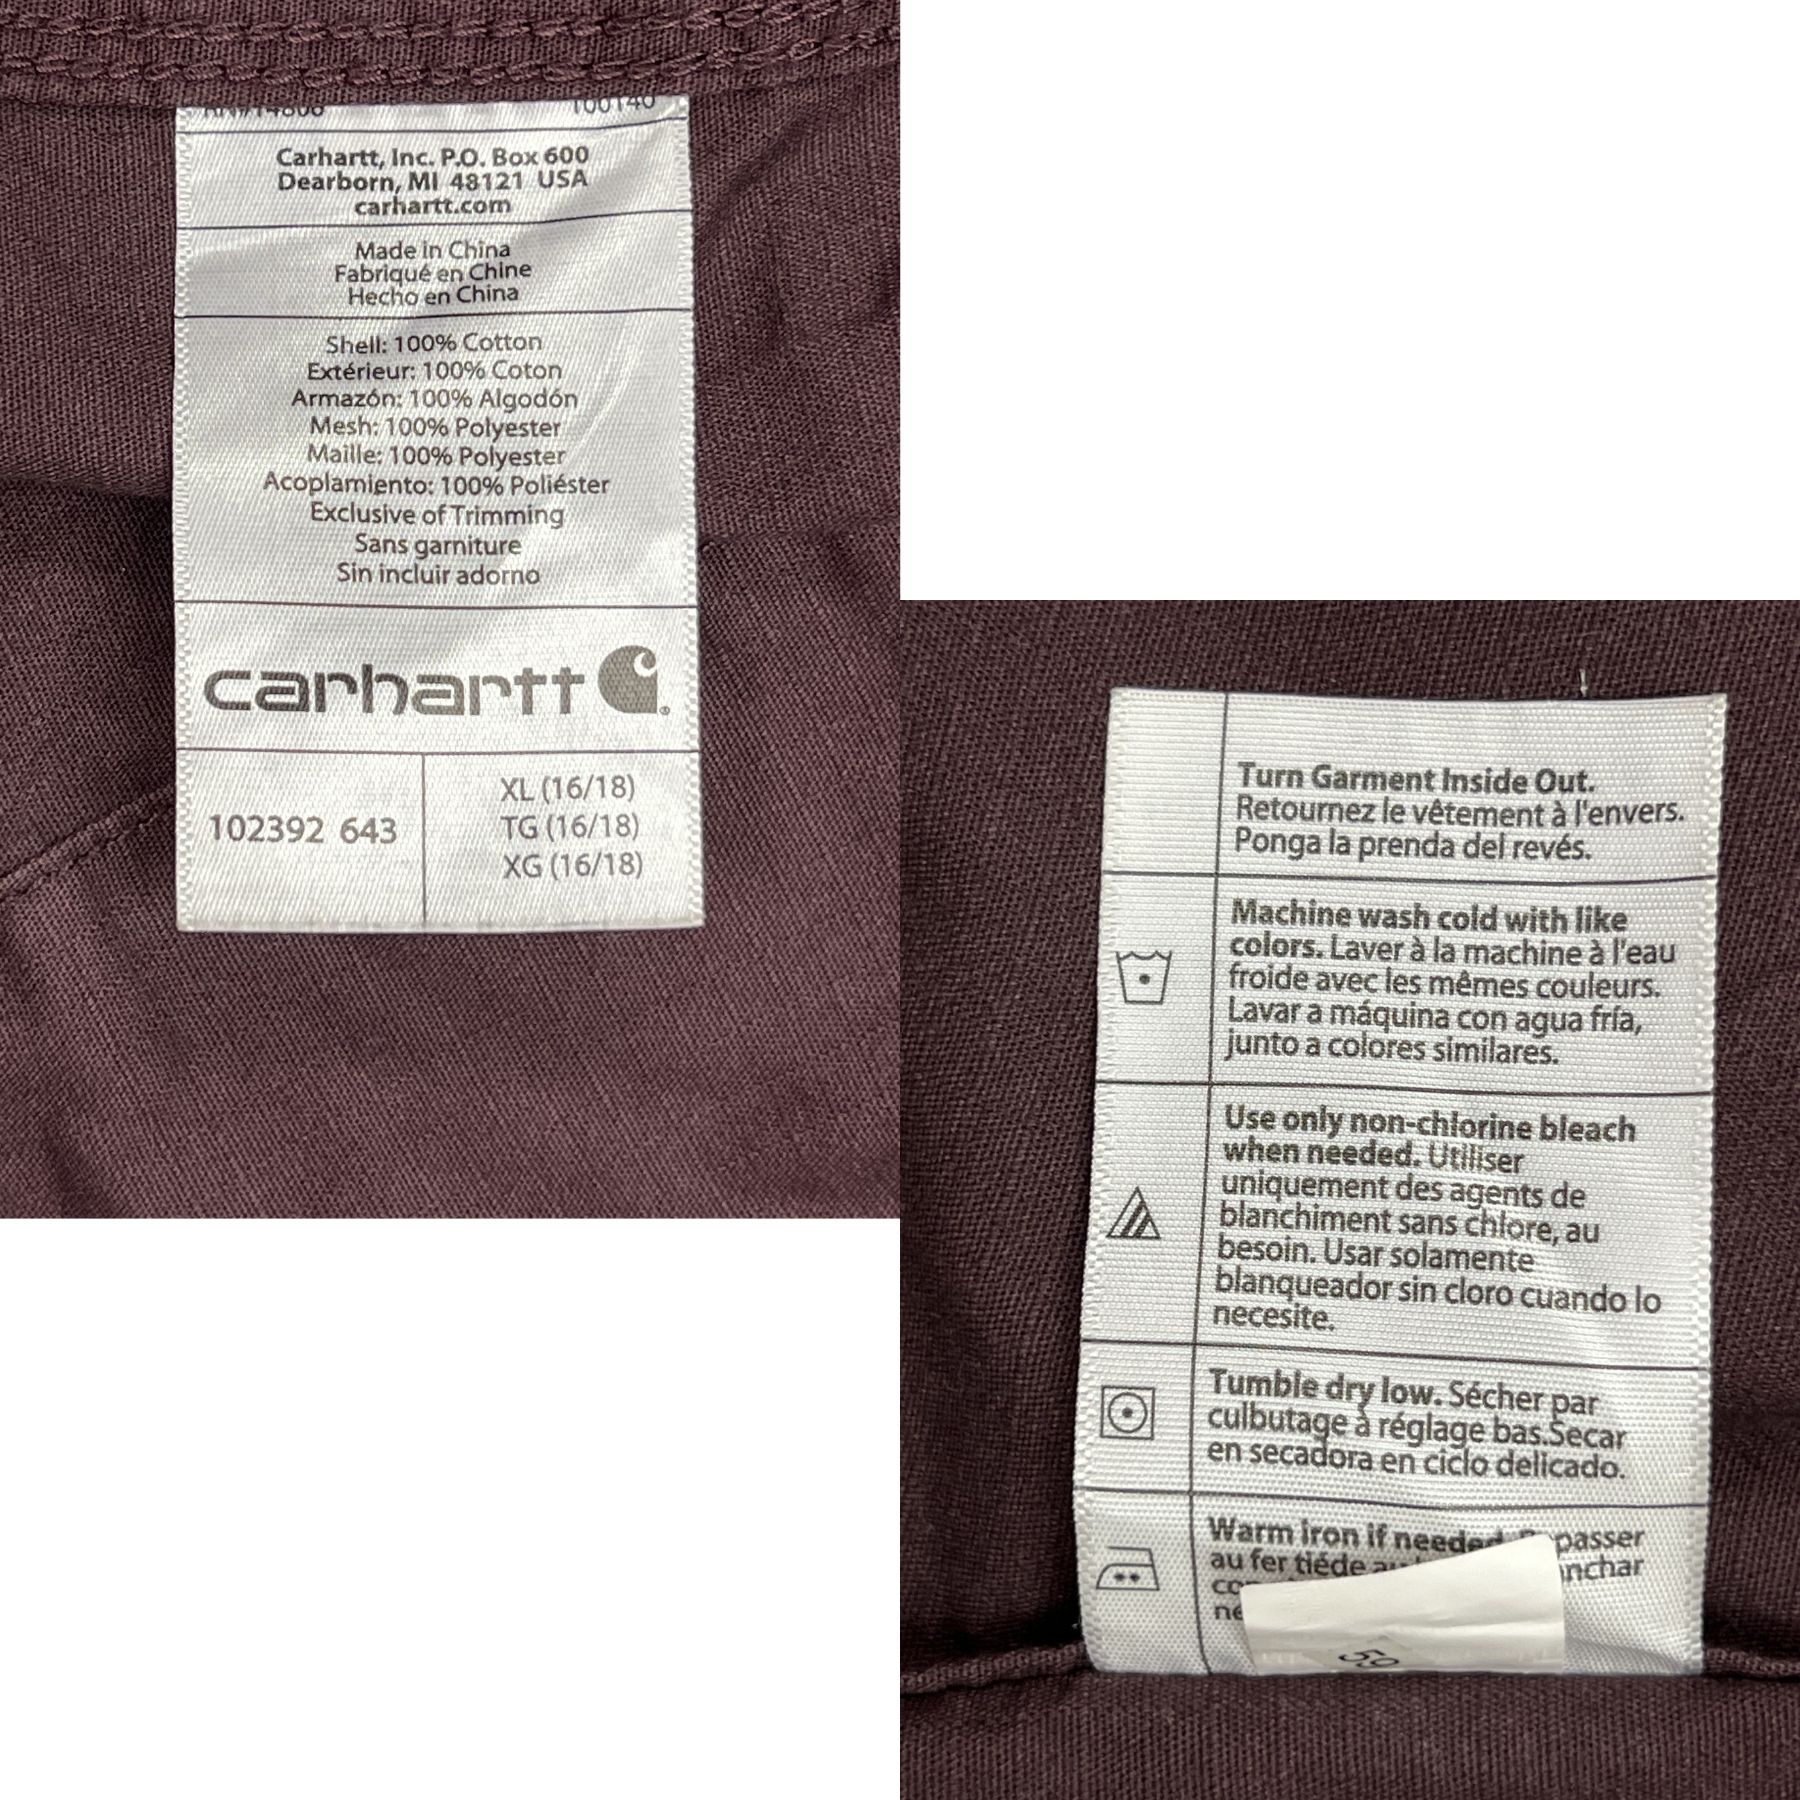 RN#14806 100140
Carhartt, Inc. P.O. Box 600
Dearborn, MI 48121 USA
carhartt.com
Made in China
Fabriqué en Chine
Hecho en China
Shell: 100% Cotton
Extérieur: 100% Coton
Armazón: 100% Algodón
Mesh: 100% Polyester
Maille: 100% Polyester
Acoplamiento: 100% Poliéster
Exclusive of Trimming
Sans garniture
Sin incluir adorno
carhartt
102392 643
XL (16/18)
TG (16/18)
XG (16/18)
Turn Garment Inside Out.
Retournez le vêtement à l'envers.
Ponga la prenda del revés.
Machine wash cold with like
colors. Laver à la machine à l'eau
froide avec les mêmes couleurs.
Lavar a máquina con agua fría,
junto a colores similares.
Use only non-chlorine bleach
when needed. Utiliser
uniquement des agents de
blanchiment sans chlore, au
besoin. Usar solamente
blanqueador sin cloro cuando lo
necesite.
Tumble dry low. Sécher par
culbutage à réglage bas.Secar
en secadora en ciclo delicado.
Warm iron if needed.
au fer tiéde
59